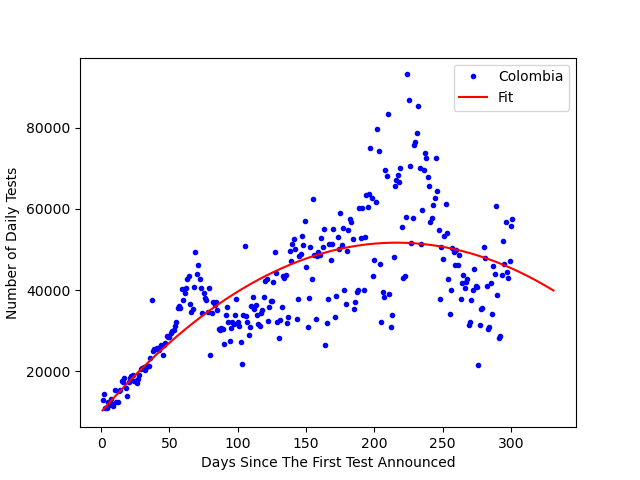 Colombia
Fit
80000
60000
40000
20000
Number of Daily Tests
0 50 100 150 200 250 300
Days Since The First Test Announced